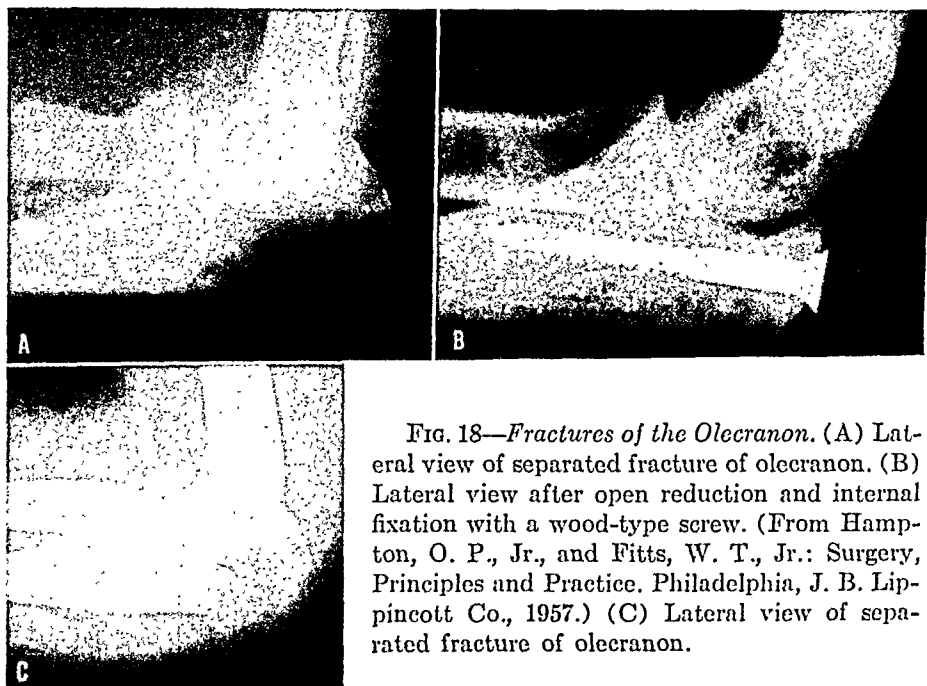 A
B
C
FIG. 18—Fractures of the Olecranon. (A) Lat-
eral view of separated fracture of olecranon. (B)
Lateral view after open reduction and internal
fixation with a wood-type screw. (From Hamp-
ton, O. P., Jr., and Fitts, W. T., Jr.: Surgery,
Principles and Practice. Philadelphia, J. B. Lip-
pincott Co., 1957.) (C) Lateral view of sepa-
rated fracture of olecranon.